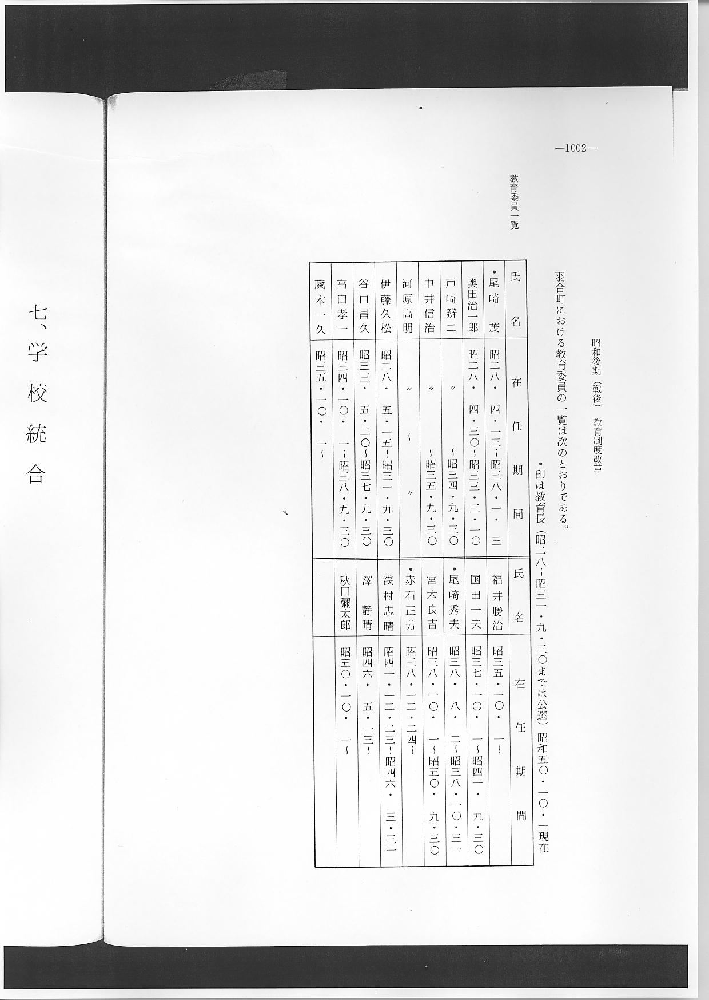 —1002—
昭和後期（戦後）　教育制度改革
羽合町における教育委員の一覧は次のとおりである。
・印は教育長（昭二八～昭三一・九・三〇までは公選）昭和五〇・一〇・一現在
教育委員一覧
氏名　在任期間　氏名　在任期間
・尾崎　茂　昭二八・四・一三～昭三八・一・三　福井勝治　昭三五・一〇・一～
奥田治一郎　昭二八・四・三〇～昭三三・三・一〇　国田一夫　昭三七・一〇・一～昭四一・九・三〇
戸崎辨二　〃　～昭三四・九・三〇　・尾崎秀夫　昭三八・八・二～昭三八・一〇・三一
中井信治　〃　～昭三五・九・三〇　宮本良吉　昭三八・一〇・一～昭五〇・九・三〇
河原高明　〃　～　〃　・赤石正芳　昭三八・一二・二四～
伊藤久松　昭二八・五・一五～昭三一・九・三〇　浅村忠晴　昭四一・一二・二三～昭四六・三・三一
谷口昌久　昭三三・五・二〇～昭三七・九・三〇　澤　静晴　昭四六・五・一三～
高田孝一　昭三四・一〇・一～昭三八・九・三〇　秋田彌太郎　昭五〇・一〇・一～
蔵本一久　昭三五・一〇・一～
七、学校統合